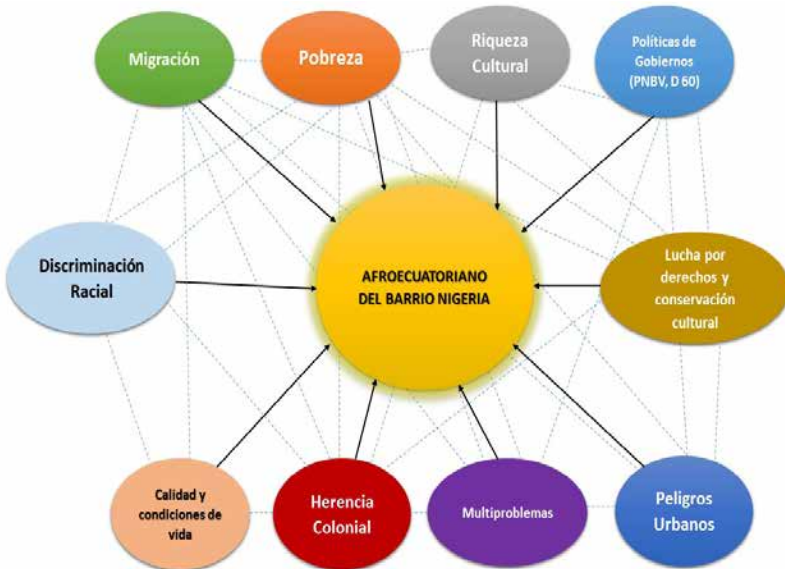 Migración
Pobreza
Riqueza
Cultural
Políticas de
Gobiernos
(PNBV, D 60)
Discriminación
Racial
AFROECUATORIANO
DEL BARRIO NIGERIA
Lucha por
derechos y
conservación
cultural
Calidad y
condiciones de
vida
Herencia
Colonial
Multiproblemas
Peligros
Urbanos